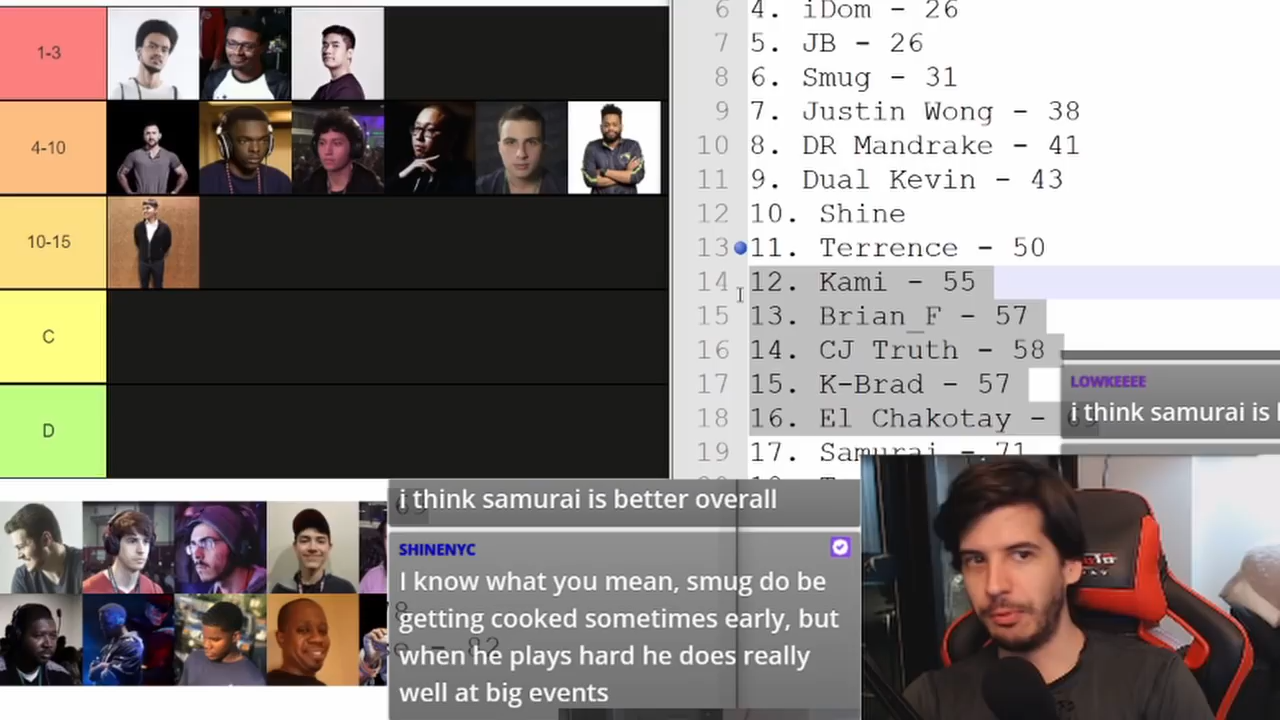 1-3
4-10
10-15
C
D
6 4. iDom - 26
7 5. JB - 26
8 6. Smug - 31
9 7. Justin Wong - 38
10 8. DR Mandrake - 41
11 9. Dual Kevin - 43
12 10. Shine
13 11. Terrence - 50
14 12. Kami - 55
15 13. Brian_F - 57
16 14. CJ Truth - 58
17 15. K-Brad - 57
18 16. El Chakotay -
19 17. Samurai - 71
LOWKEEEE
i think samurai is
i think samurai is better overall
SHINENYC
I know what you mean, smug do be
getting cooked sometimes early, but
when he plays hard he does really
well at big events
82